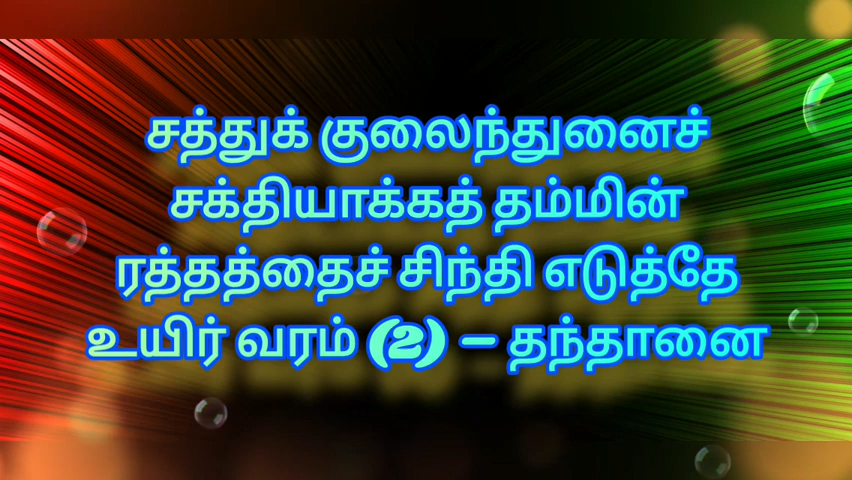 சத்துக் குலைந்துனைச்
சக்தியாக்கத் தம்மின்
ரத்தத்தைச் சிந்தி எடுத்தே
உயிர் வரம் (2) – தந்தானை